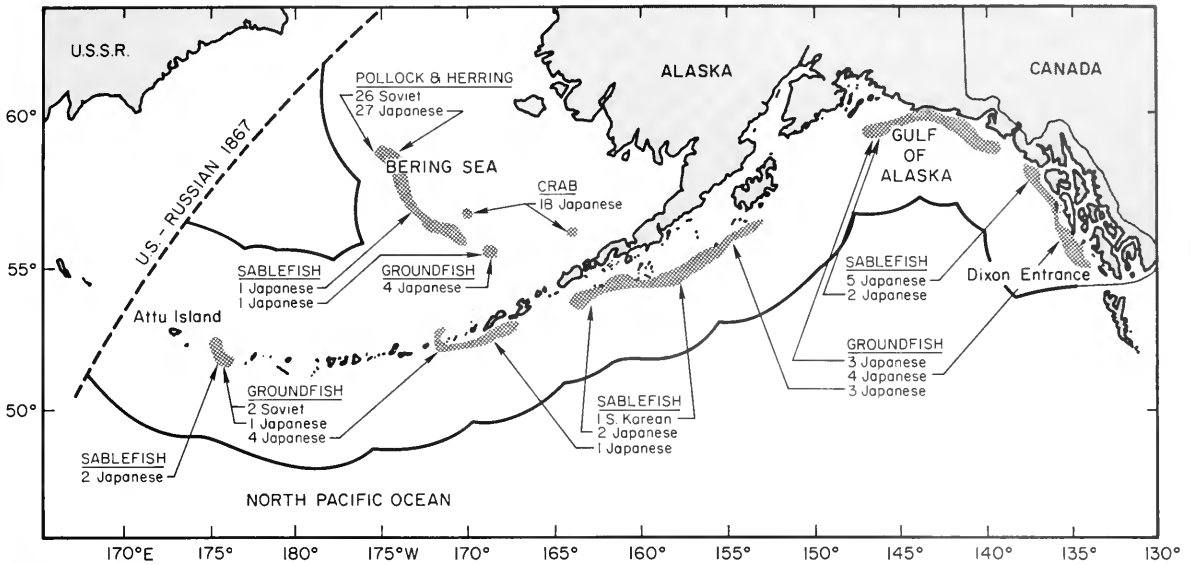 U.S.S.R.
ALASKA
CANADA
POLLOCK & HERRING
26 Soviet
27 Japanese
60°
U.S.-RUSSIAN 1867
BERING SEA
GULF
OF
ALASKA
CRAB
18 Japanese
SABLEFISH
1 Japanese
1 Japanese
GROUNDFISH
4 Japanese
55°
SABLEFISH
5 Japanese
2 Japanese
Dixon Entrance
Attu Island
GROUNDFISH
3 Japanese
4 Japanese
3 Japanese
GROUNDFISH
2 Soviet
1 Japanese
4 Japanese
50°
SABLEFISH
1 S. Korean
2 Japanese
1 Japanese
SABLEFISH
2 Japanese
NORTH PACIFIC OCEAN
170°E 175° 180° 175°W 170° 165° 160° 155° 150° 145° 140° 135° 130°